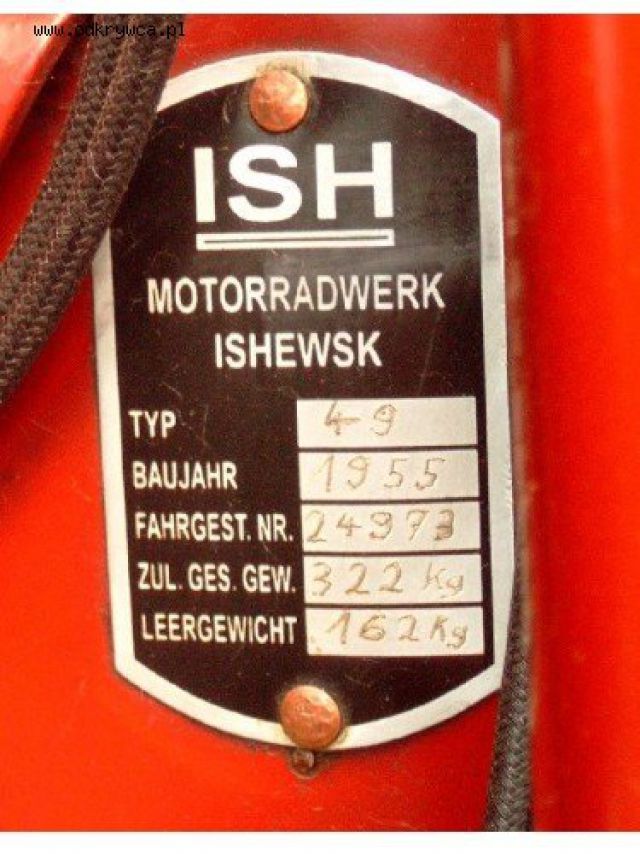 www.odkrywca.pl
ISH
MOTORRADWERK
ISHEWSK
TYP 49
BAUJAHR 1955
FAHRGEST. NR. 24973
ZUL. GES. GEW. 322 Kg
LEERGEWICHT 162 Kg